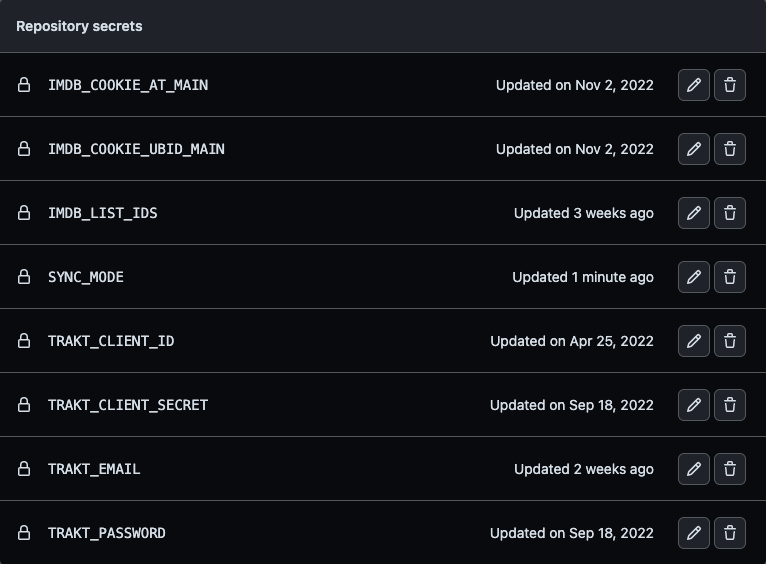 Repository secrets
IMDB_COOKIE_AT_MAIN Updated on Nov 2, 2022
IMDB_COOKIE_UBID_MAIN Updated on Nov 2, 2022
IMDB_LIST_IDS Updated 3 weeks ago
SYNC_MODE Updated 1 minute ago
TRAKT_CLIENT_ID Updated on Apr 25, 2022
TRAKT_CLIENT_SECRET Updated on Sep 18, 2022
TRAKT_EMAIL Updated 2 weeks ago
TRAKT_PASSWORD Updated on Sep 18, 2022